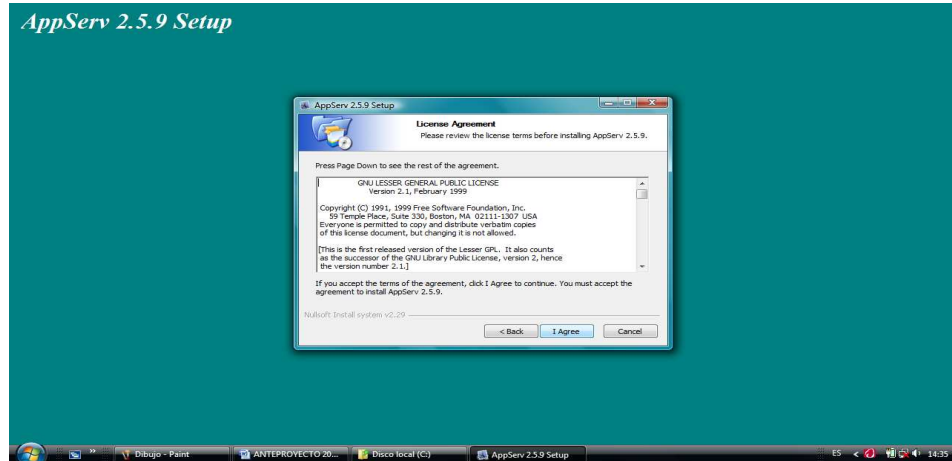 AppServ 2.5.9 Setup
AppServ 2.5.9 Setup
License Agreement
Please review the license terms before installing AppServ 2.5.9.
Press Page Down to see the rest of the agreement.
GNU LESSER GENERAL PUBLIC LICENSE
Version 2.1, February 1999
Copyright (C) 1991, 1999 Free Software Foundation, Inc.
59 Temple Place, Suite 330, Boston, MA 02111-1307 USA
Everyone is permitted to copy and distribute verbatim copies
of this license document, but changing it is not allowed.
[This is the first released version of the Lesser GPL. It also counts
as the successor of the GNU Library Public License, version 2, hence
the version number 2.1.]
If you accept the terms of the agreement, click I Agree to continue. You must accept the
agreement to install AppServ 2.5.9.
Nullsoft Install system v2.29
< Back I Agree Cancel
Dibujo - Paint ANTEPROYECTO 20... Disco local (C:) AppServ 2.5.9 Setup ES 14:35